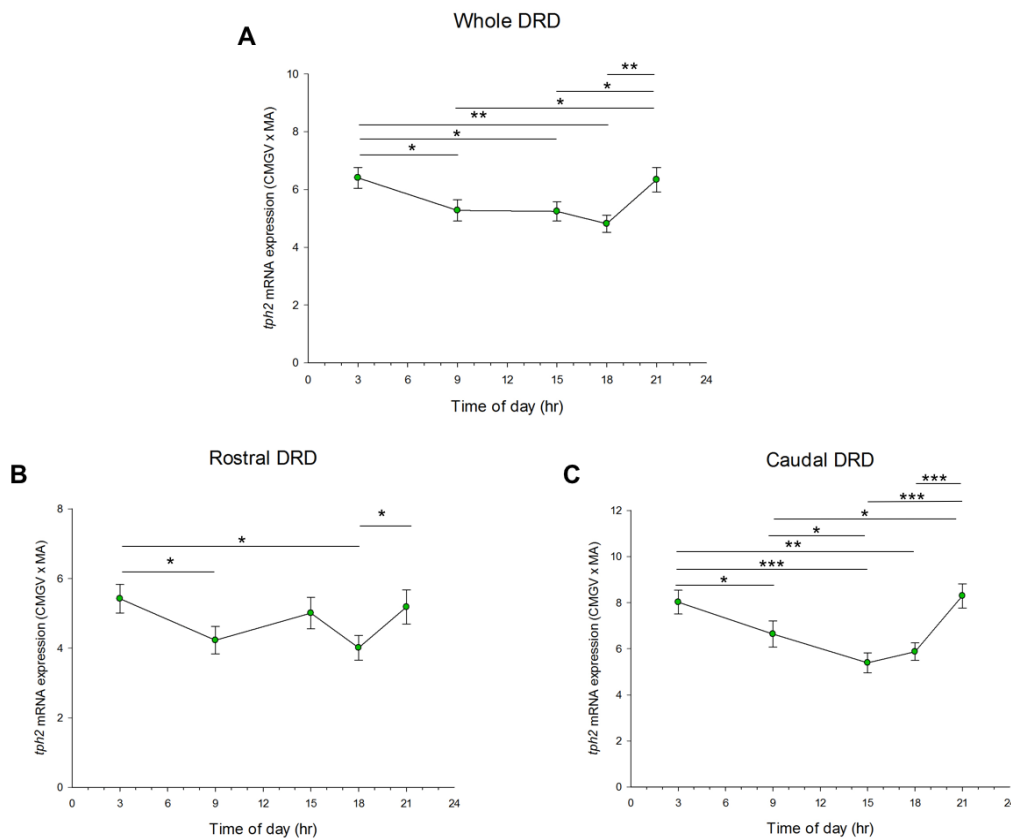 A
Whole DRD
**
*
*
**
*
*
10
8
6
4
2
0
tph2 mRNA expression (CMGV x MA)
0 3 6 9 12 15 18 21 24
Time of day (hr)
B
Rostral DRD
*
*
*
8
6
4
2
0
tph2 mRNA expression (CMGV x MA)
0 3 6 9 12 15 18 21 24
Time of day (hr)
C
Caudal DRD
***
***
*
*
**
***
*
12
10
8
6
4
2
0
tph2 mRNA expression (CMGV x MA)
0 3 6 9 12 15 18 21 24
Time of day (hr)